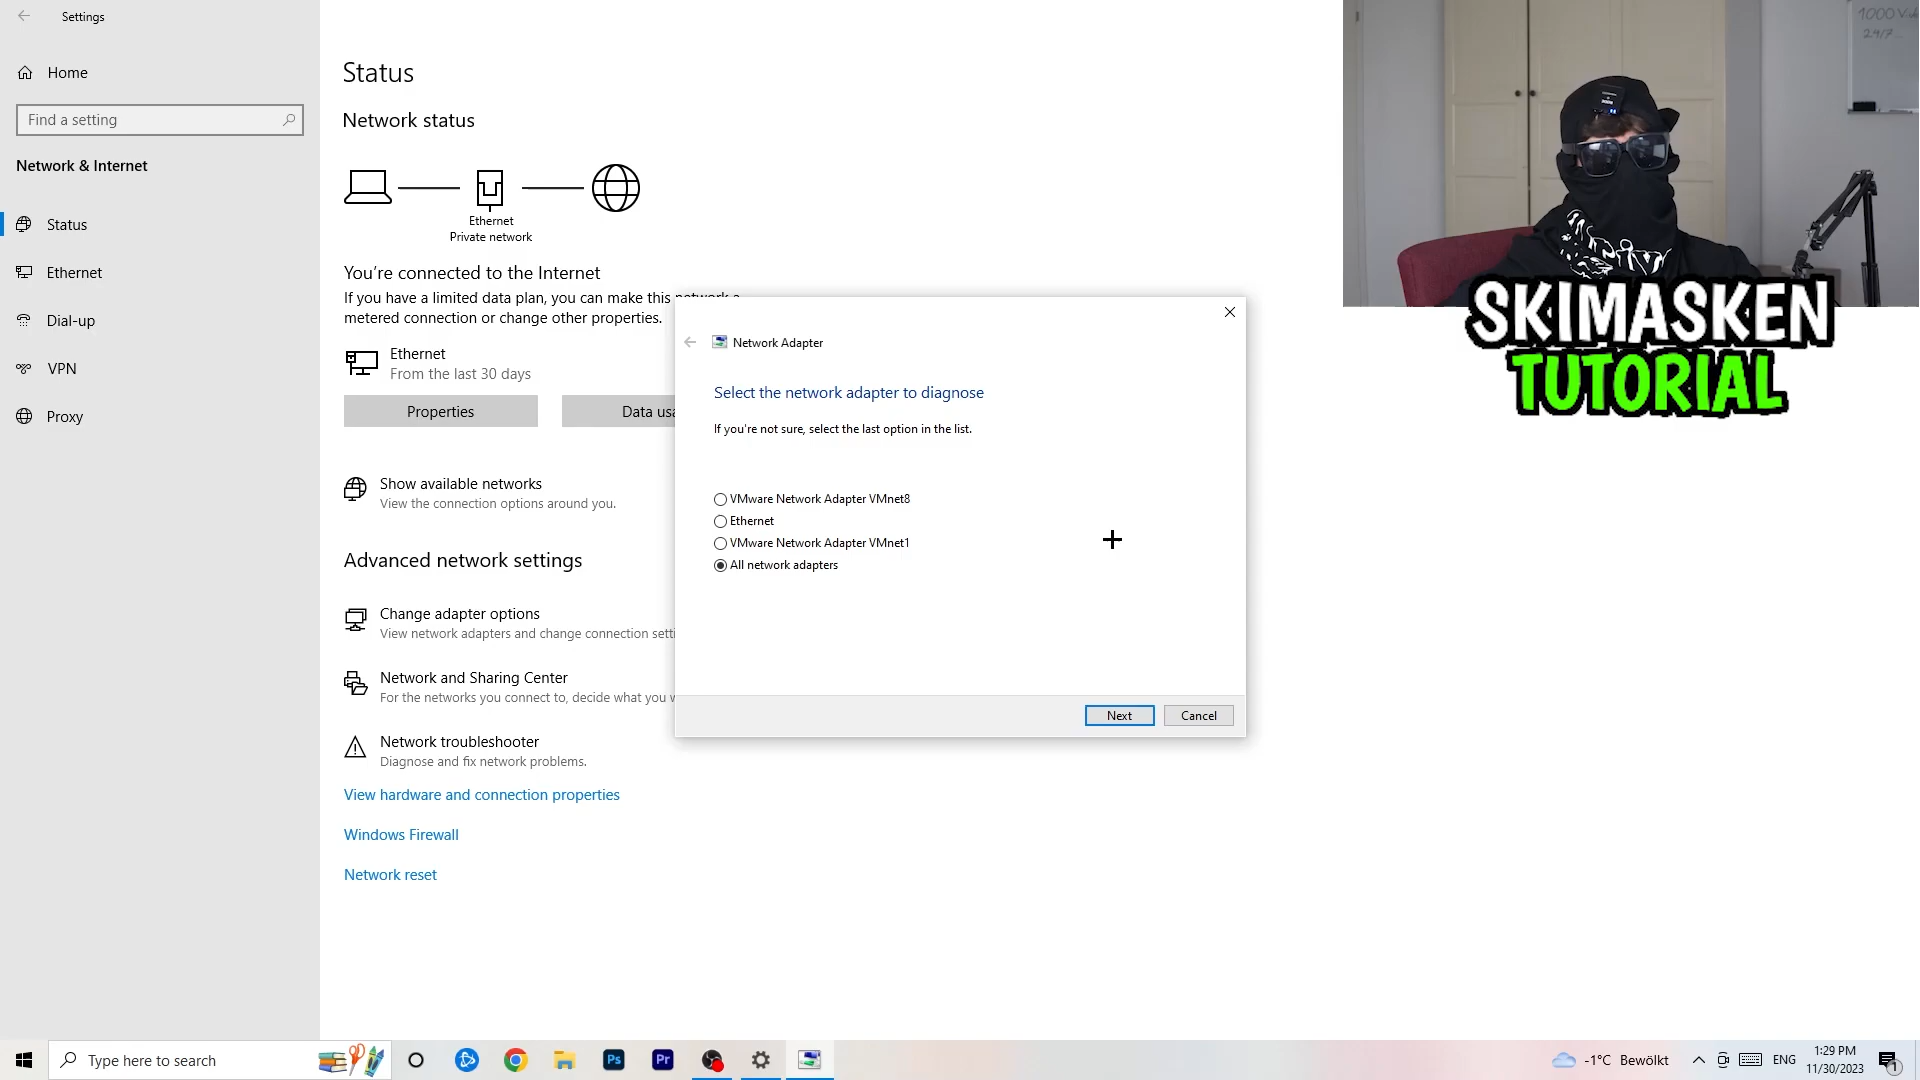 Settings
Home
Find a setting
Network & Internet
Status
Ethernet
Dial-up
VPN
Proxy
Status
Network status
Ethernet
Private network
You're connected to the Internet
If you have a limited data plan, you can make this network a
metered connection or change other properties.
Ethernet
From the last 30 days
Properties
Data usa
Show available networks
View the connection options around you.
Advanced network settings
Change adapter options
View network adapters and change connection setti
Network and Sharing Center
For the networks you connect to, decide what you w
Network troubleshooter
Diagnose and fix network problems.
View hardware and connection properties
Windows Firewall
Network reset
Network Adapter
Select the network adapter to diagnose
If you're not sure, select the last option in the list.
VMware Network Adapter VMnet8
Ethernet
VMware Network Adapter VMnet1
All network adapters
Next
Cancel
24/7
SKIMASKEN
TUTORIAL
Type here to search
Ps
Pr
-1°C Bewölkt
ENG
1:29 PM
11/30/2023
1